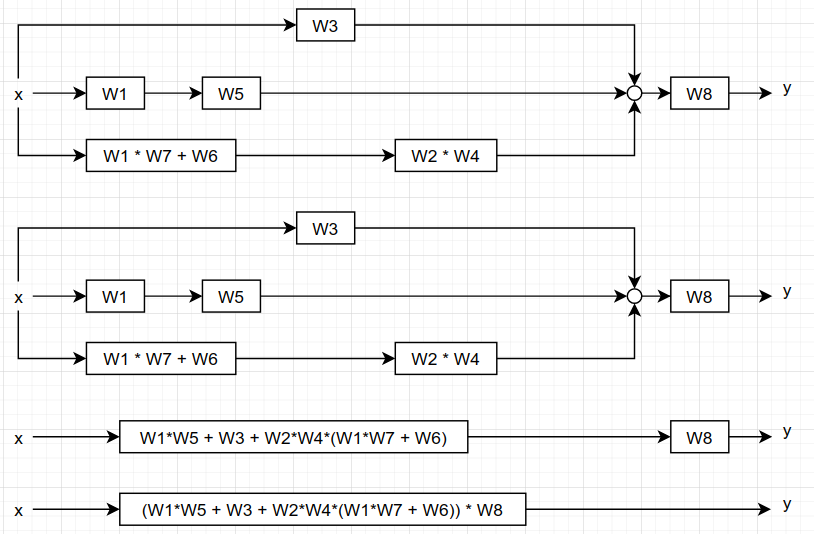 W3
x W1 W5 W8 y
W1 * W7 + W6 W2 * W4
W3
x W1 W5 W8 y
W1 * W7 + W6 W2 * W4
x W1*W5 + W3 + W2*W4*(W1*W7 + W6) W8 y
x (W1*W5 + W3 + W2*W4*(W1*W7 + W6)) * W8 y